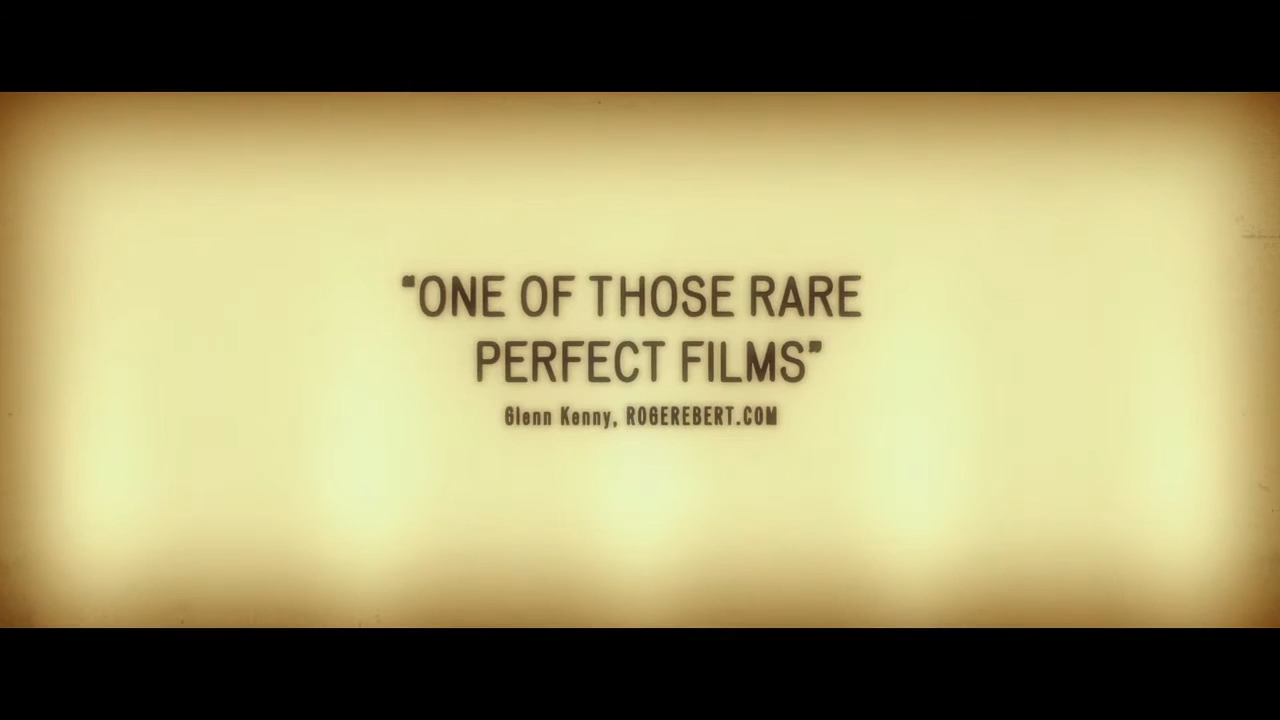 “ONE OF THOSE RARE
PERFECT FILMS”
Glenn Kenny, ROGEREBERT.COM